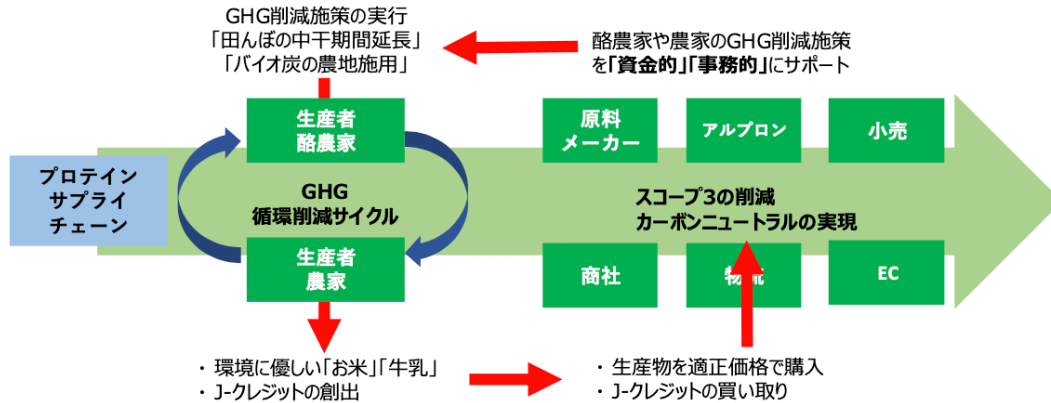 GHG削減施策の実行
「田んぼの中干期間延長」
「バイオ炭の農地施用」
酪農家や農家のGHG削減施策
を「資金的」「事務的」にサポート
生産者
酪農家
原料
メーカー
アルプロン
小売
プロテイン
サプライ
チェーン
GHG
循環削減サイクル
スコープ3の削減
カーボンニュートラルの実現
生産者
農家
商社
物流
EC
・ 環境に優しい「お米」「牛乳」
・ J-クレジットの創出
・ 生産物を適正価格で購入
・ J-クレジットの買い取り